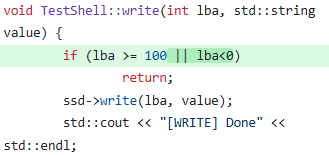 void TestShell::write(int lba, std::string
value) {
if (lba >= 100 || lba<0)
return;
ssd->write(lba, value);
std::cout << "[WRITE] Done" <<
std::endl;